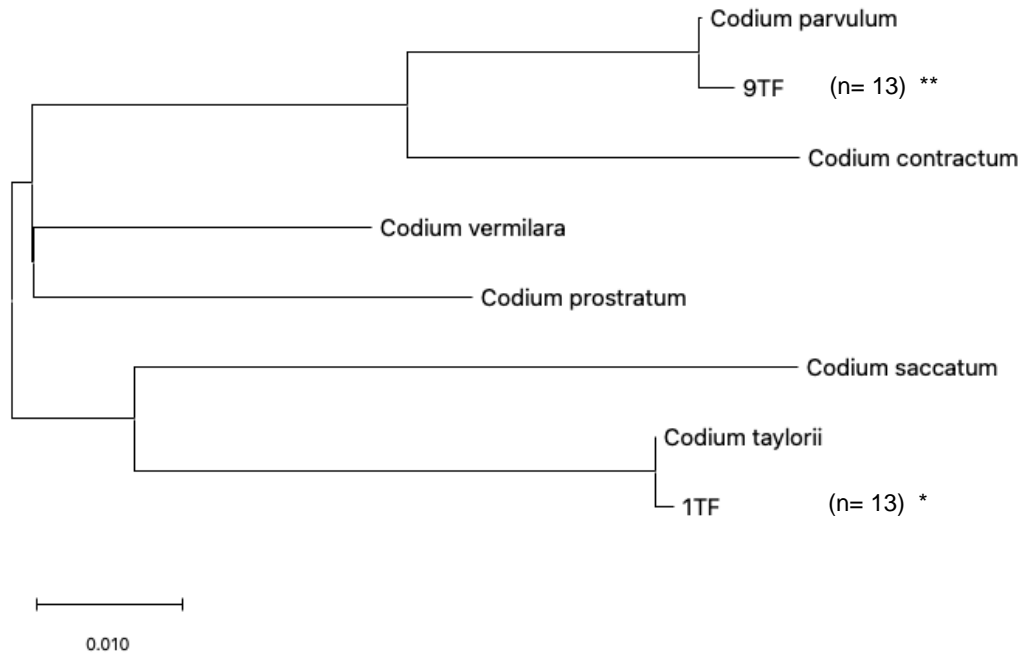 Codium parvulum
9TF (n= 13) **
Codium contractum
Codium vermilara
Codium prostratum
Codium saccatum
Codium taylorii
1TF (n= 13) *
0.010